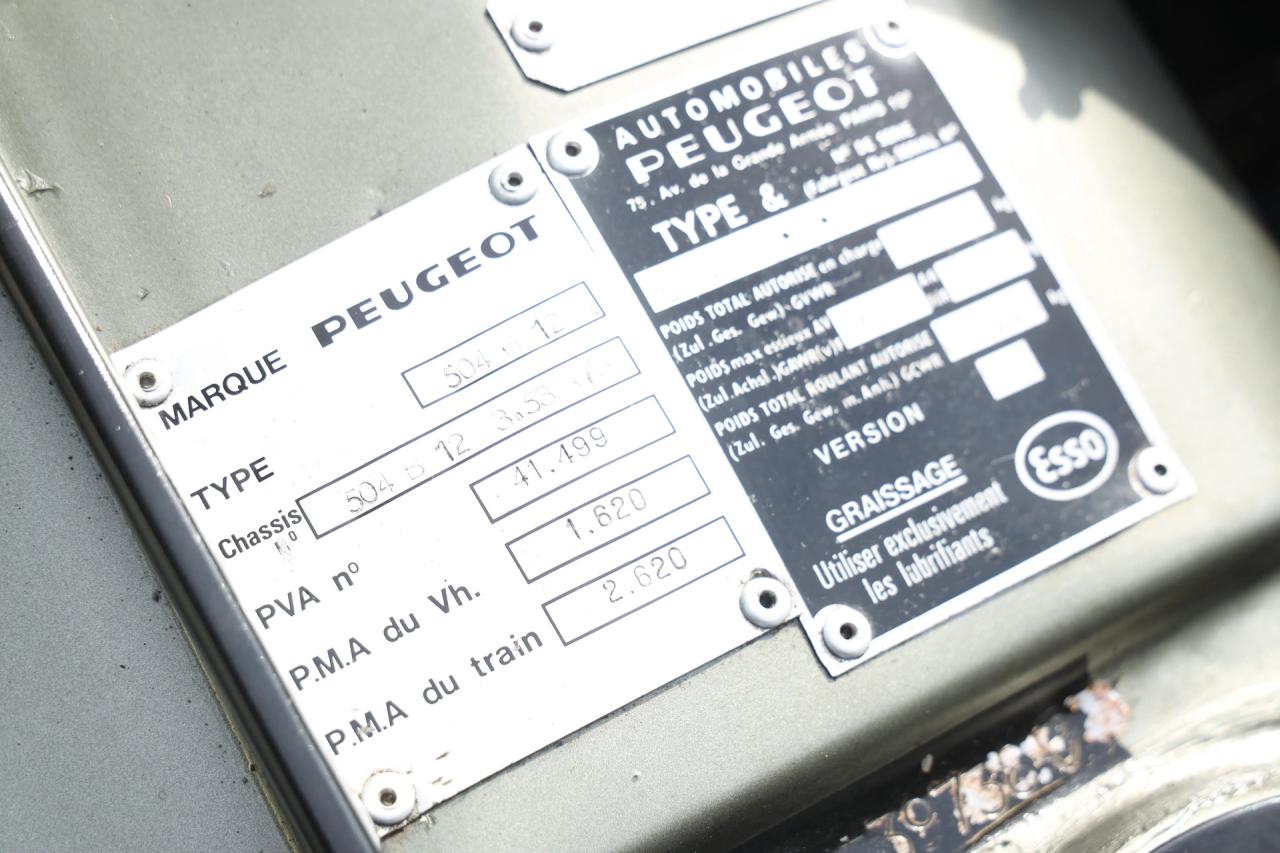 MARQUE PEUGEOT
TYPE 504 B 12
Chassis N° 504 B 12
PVA n° 41.499
P.M.A du Vh. 1.620
P.M.A du train 2.620
AUTOMOBILES
PEUGEOT
75, Av. de la Grande Armée PARIS
TYPE & N° DE SERIE
POIDS TOTAL AUTORISE en charge
(Zul. Ges. Gew.) GVWR
POIDS max essieux AV
(Zul. Achsl.) GAWR(v)
POIDS TOTAL ROULANT AUTORISE
(Zul. Ges. Gew. m. Anh.) GCWR
VERSION
GRAISSAGE
Utiliser exclusivement
les lubrifiants
ESSO